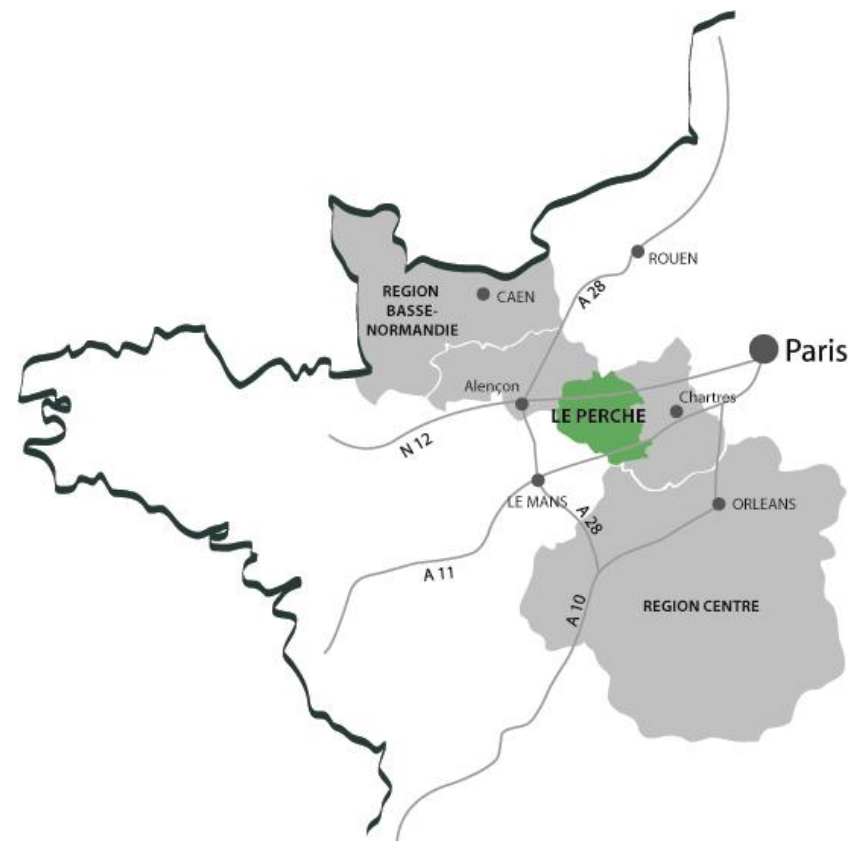 ROUEN
REGION
BASSE-
NORMANDIE
CAEN
A 28
Paris
Alençon
Chartres
LE PERCHE
N 12
LE MANS
A 28
ORLEANS
A 11
A 10
REGION CENTRE